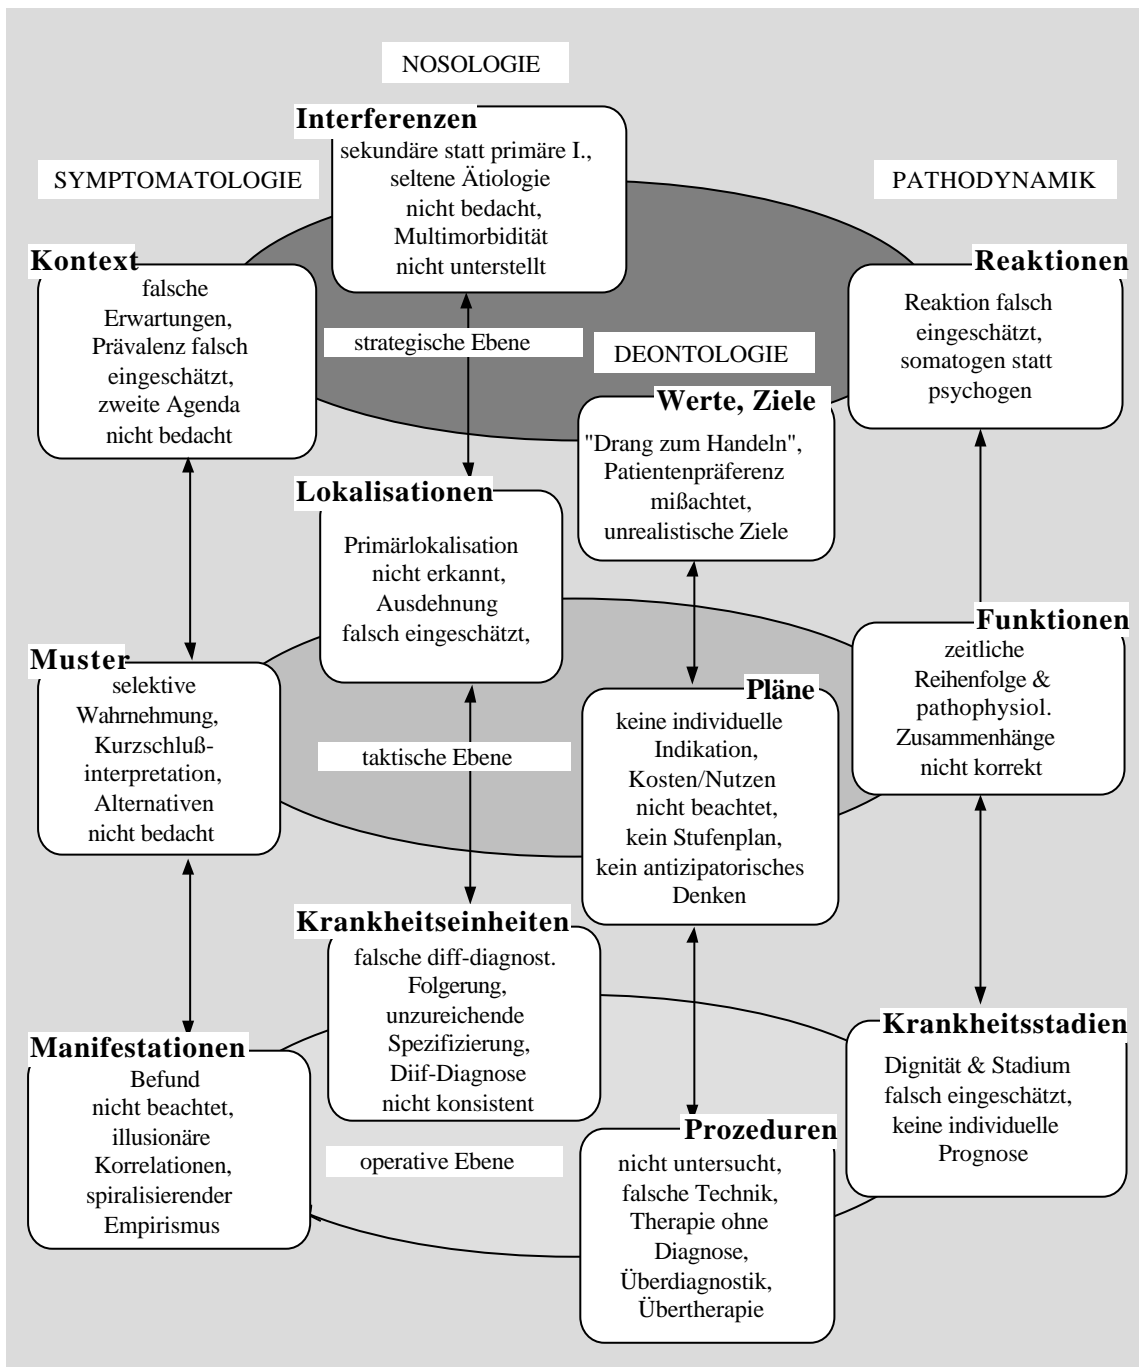 NOSOLOGIE
Interferenzen
sekundäre statt primäre I.,
seltene Ätiologie
nicht bedacht,
Multimorbidität
nicht unterstellt
SYMPTOMATOLOGIE
PATHODYNAMIK
Kontext
falsche
Erwartungen,
Prävalenz falsch
eingeschätzt,
zweite Agenda
nicht bedacht
Reaktionen
Reaktion falsch
eingeschätzt,
somatogen statt
psychogen
strategische Ebene
DEONTOLOGIE
Werte, Ziele
"Drang zum Handeln",
Patientenpräferenz
mißachtet,
unrealistische Ziele
Lokalisationen
Primärlokalisation
nicht erkannt,
Ausdehnung
falsch eingeschätzt,
Funktionen
zeitliche
Reihenfolge &
pathophysiol.
Zusammenhänge
nicht korrekt
Muster
selektive
Wahrnehmung,
Kurzschluß-
interpretation,
Alternativen
nicht bedacht
taktische Ebene
Pläne
keine individuelle
Indikation,
Kosten/Nutzen
nicht beachtet,
kein Stufenplan,
kein antizipatorisches
Denken
Krankheitseinheiten
falsche diff-diagnost.
Folgerung,
unzureichende
Spezifizierung,
Diif-Diagnose
nicht konsistent
Krankheitsstadien
Dignität & Stadium
falsch eingeschätzt,
keine individuelle
Prognose
Manifestationen
Befund
nicht beachtet,
illusionäre
Korrelationen,
spiralisierender
Empirismus
operative Ebene
Prozeduren
nicht untersucht,
falsche Technik,
Therapie ohne
Diagnose,
Überdiagnostik,
Übertherapie